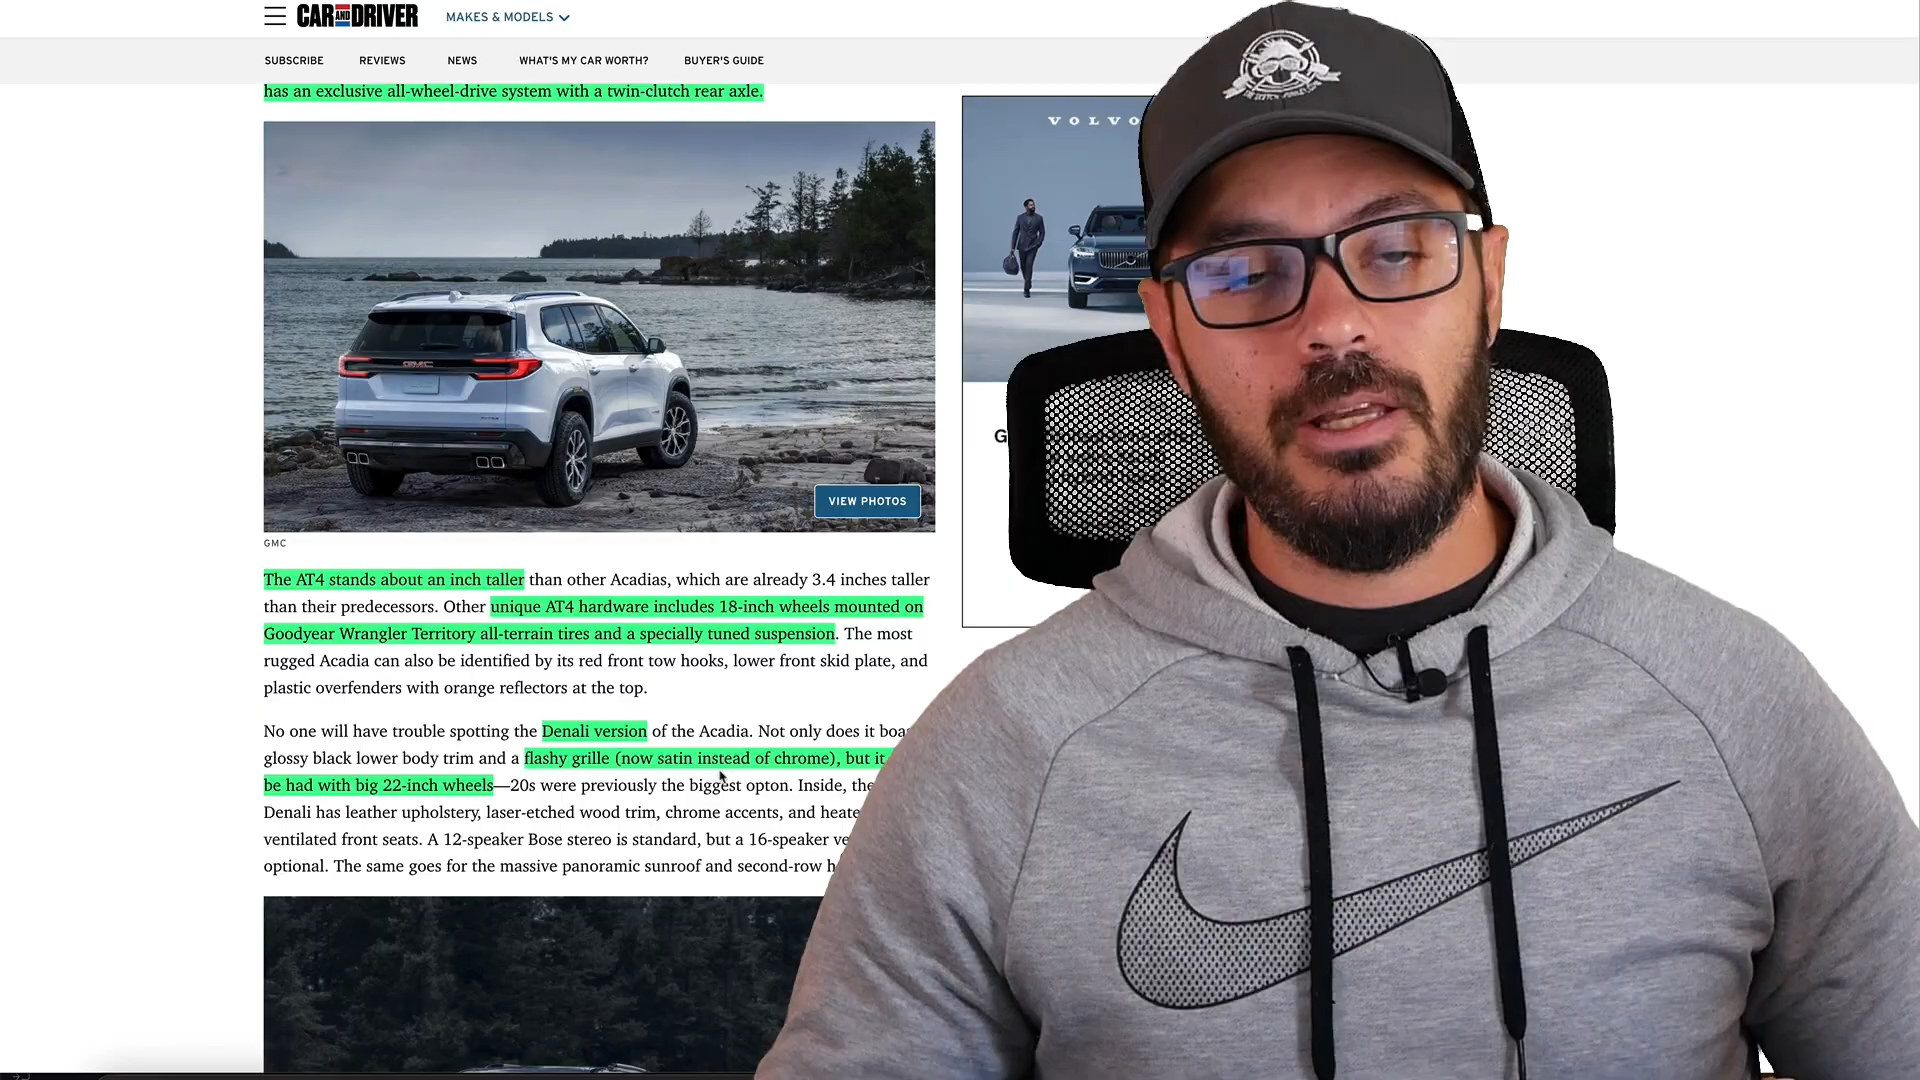 CAR AND DRIVER
MAKES & MODELS
SUBSCRIBE
REVIEWS
NEWS
WHAT'S MY CAR WORTH?
BUYER'S GUIDE
has an exclusive all-wheel-drive system with a twin-clutch rear axle.
VOLVO
GMC
VIEW PHOTOS
GMC
The AT4 stands about an inch taller than other Acadias, which are already 3.4 inches taller
than their predecessors. Other unique AT4 hardware includes 18-inch wheels mounted on
Goodyear Wrangler Territory all-terrain tires and a specially tuned suspension. The most
rugged Acadia can also be identified by its red front tow hooks, lower front skid plate, and
plastic overfenders with orange reflectors at the top.
No one will have trouble spotting the Denali version of the Acadia. Not only does it boa
glossy black lower body trim and a flashy grille (now satin instead of chrome), but it
be had with big 22-inch wheels—20s were previously the biggest opton. Inside, the
Denali has leather upholstery, laser-etched wood trim, chrome accents, and heate
ventilated front seats. A 12-speaker Bose stereo is standard, but a 16-speaker ve
optional. The same goes for the massive panoramic sunroof and second-row h